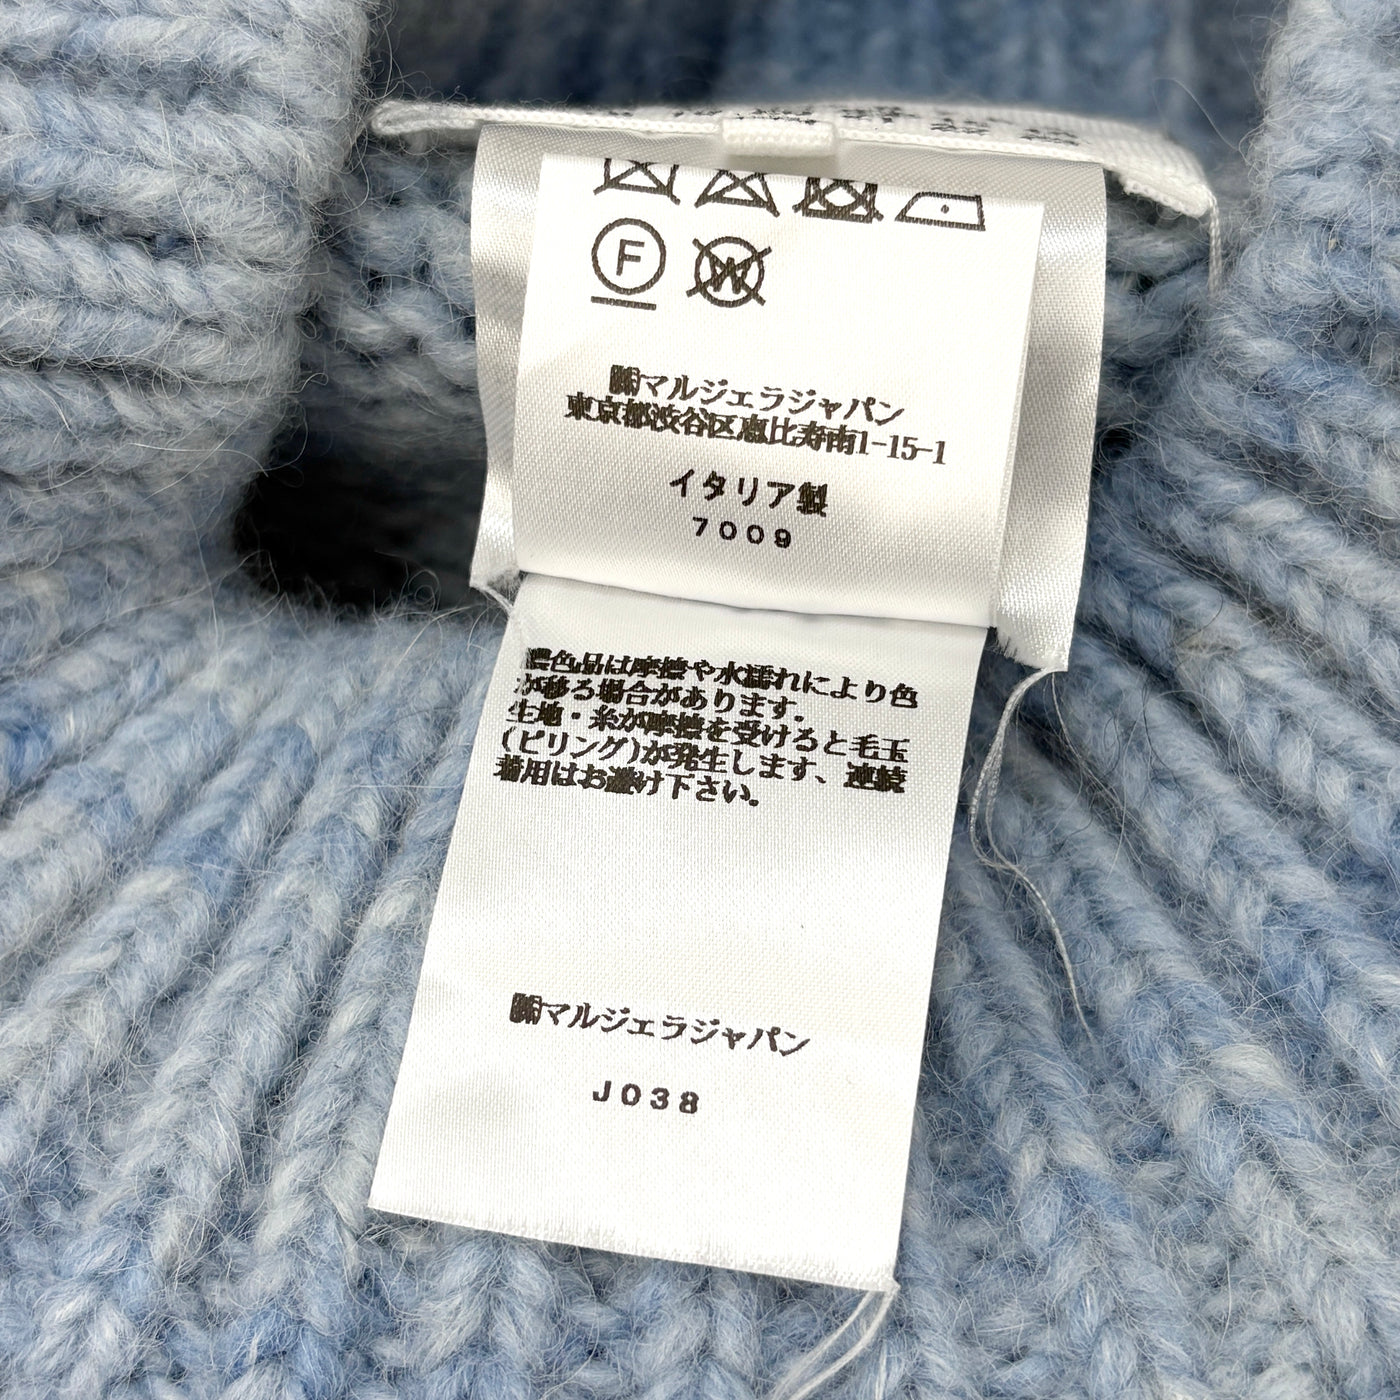 F
W
㈱マルジェラジャパン
東京都渋谷区恵比寿南1-15-1
イタリア製
7009
濃色品は摩擦や水濡れにより色
が移る場合があります。
生地・糸が摩擦を受けると毛玉
(ピリング)が発生します、連続
着用はお避け下さい。
㈱マルジェラジャパン
J038